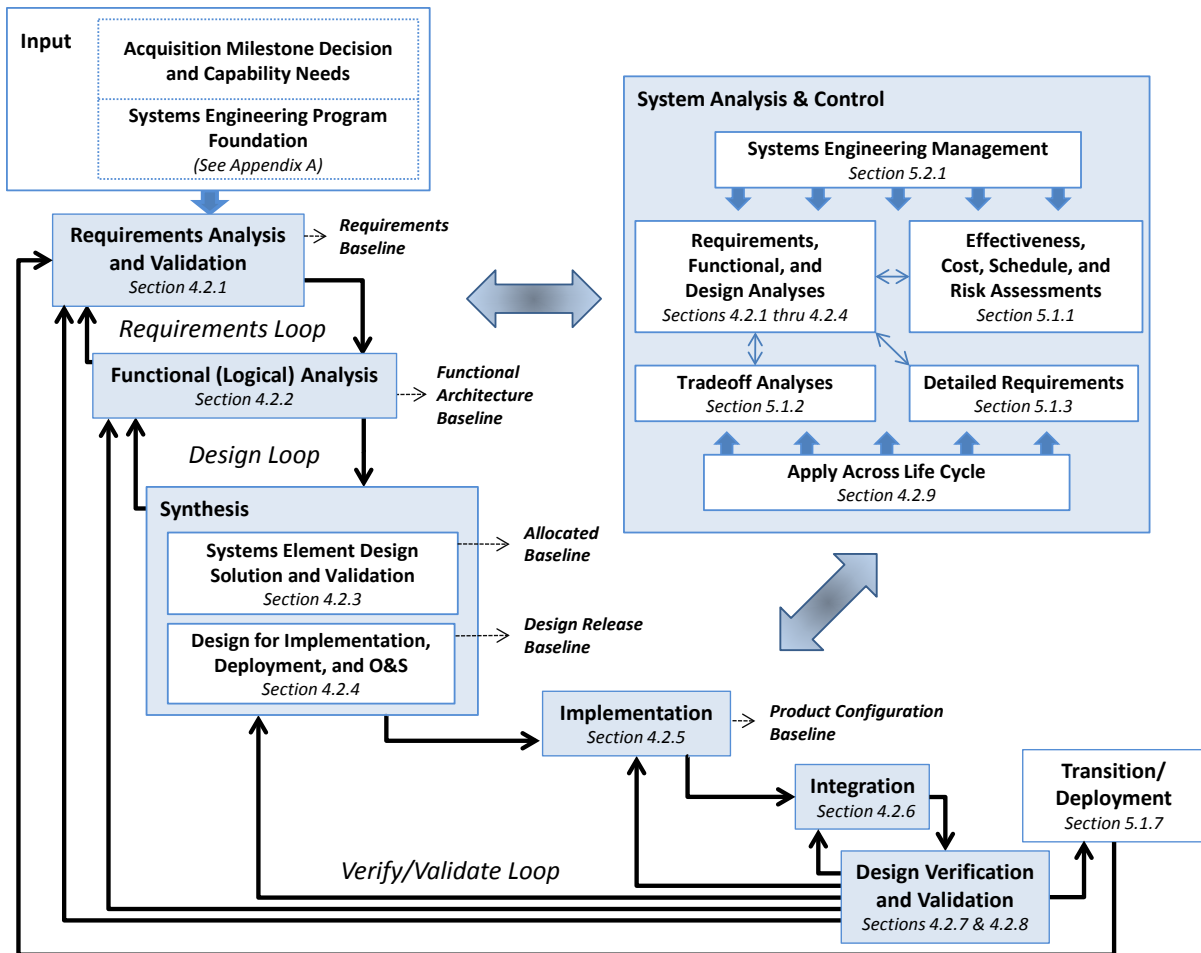 Input
Acquisition Milestone Decision
and Capability Needs
Systems Engineering Program
Foundation
(See Appendix A)
Requirements Analysis
and Validation
Section 4.2.1
Requirements
Baseline
Requirements Loop
Functional (Logical) Analysis
Section 4.2.2
Functional
Architecture
Baseline
Design Loop
Synthesis
Systems Element Design
Solution and Validation
Section 4.2.3
Allocated
Baseline
Design for Implementation,
Deployment, and O&S
Section 4.2.4
Design Release
Baseline
System Analysis & Control
Systems Engineering Management
Section 5.2.1
Requirements,
Functional, and
Design Analyses
Sections 4.2.1 thru 4.2.4
Effectiveness,
Cost, Schedule, and
Risk Assessments
Section 5.1.1
Tradeoff Analyses
Section 5.1.2
Detailed Requirements
Section 5.1.3
Apply Across Life Cycle
Section 4.2.9
Implementation
Section 4.2.5
Product Configuration
Baseline
Integration
Section 4.2.6
Transition/
Deployment
Section 5.1.7
Verify/Validate Loop
Design Verification
and Validation
Sections 4.2.7 & 4.2.8